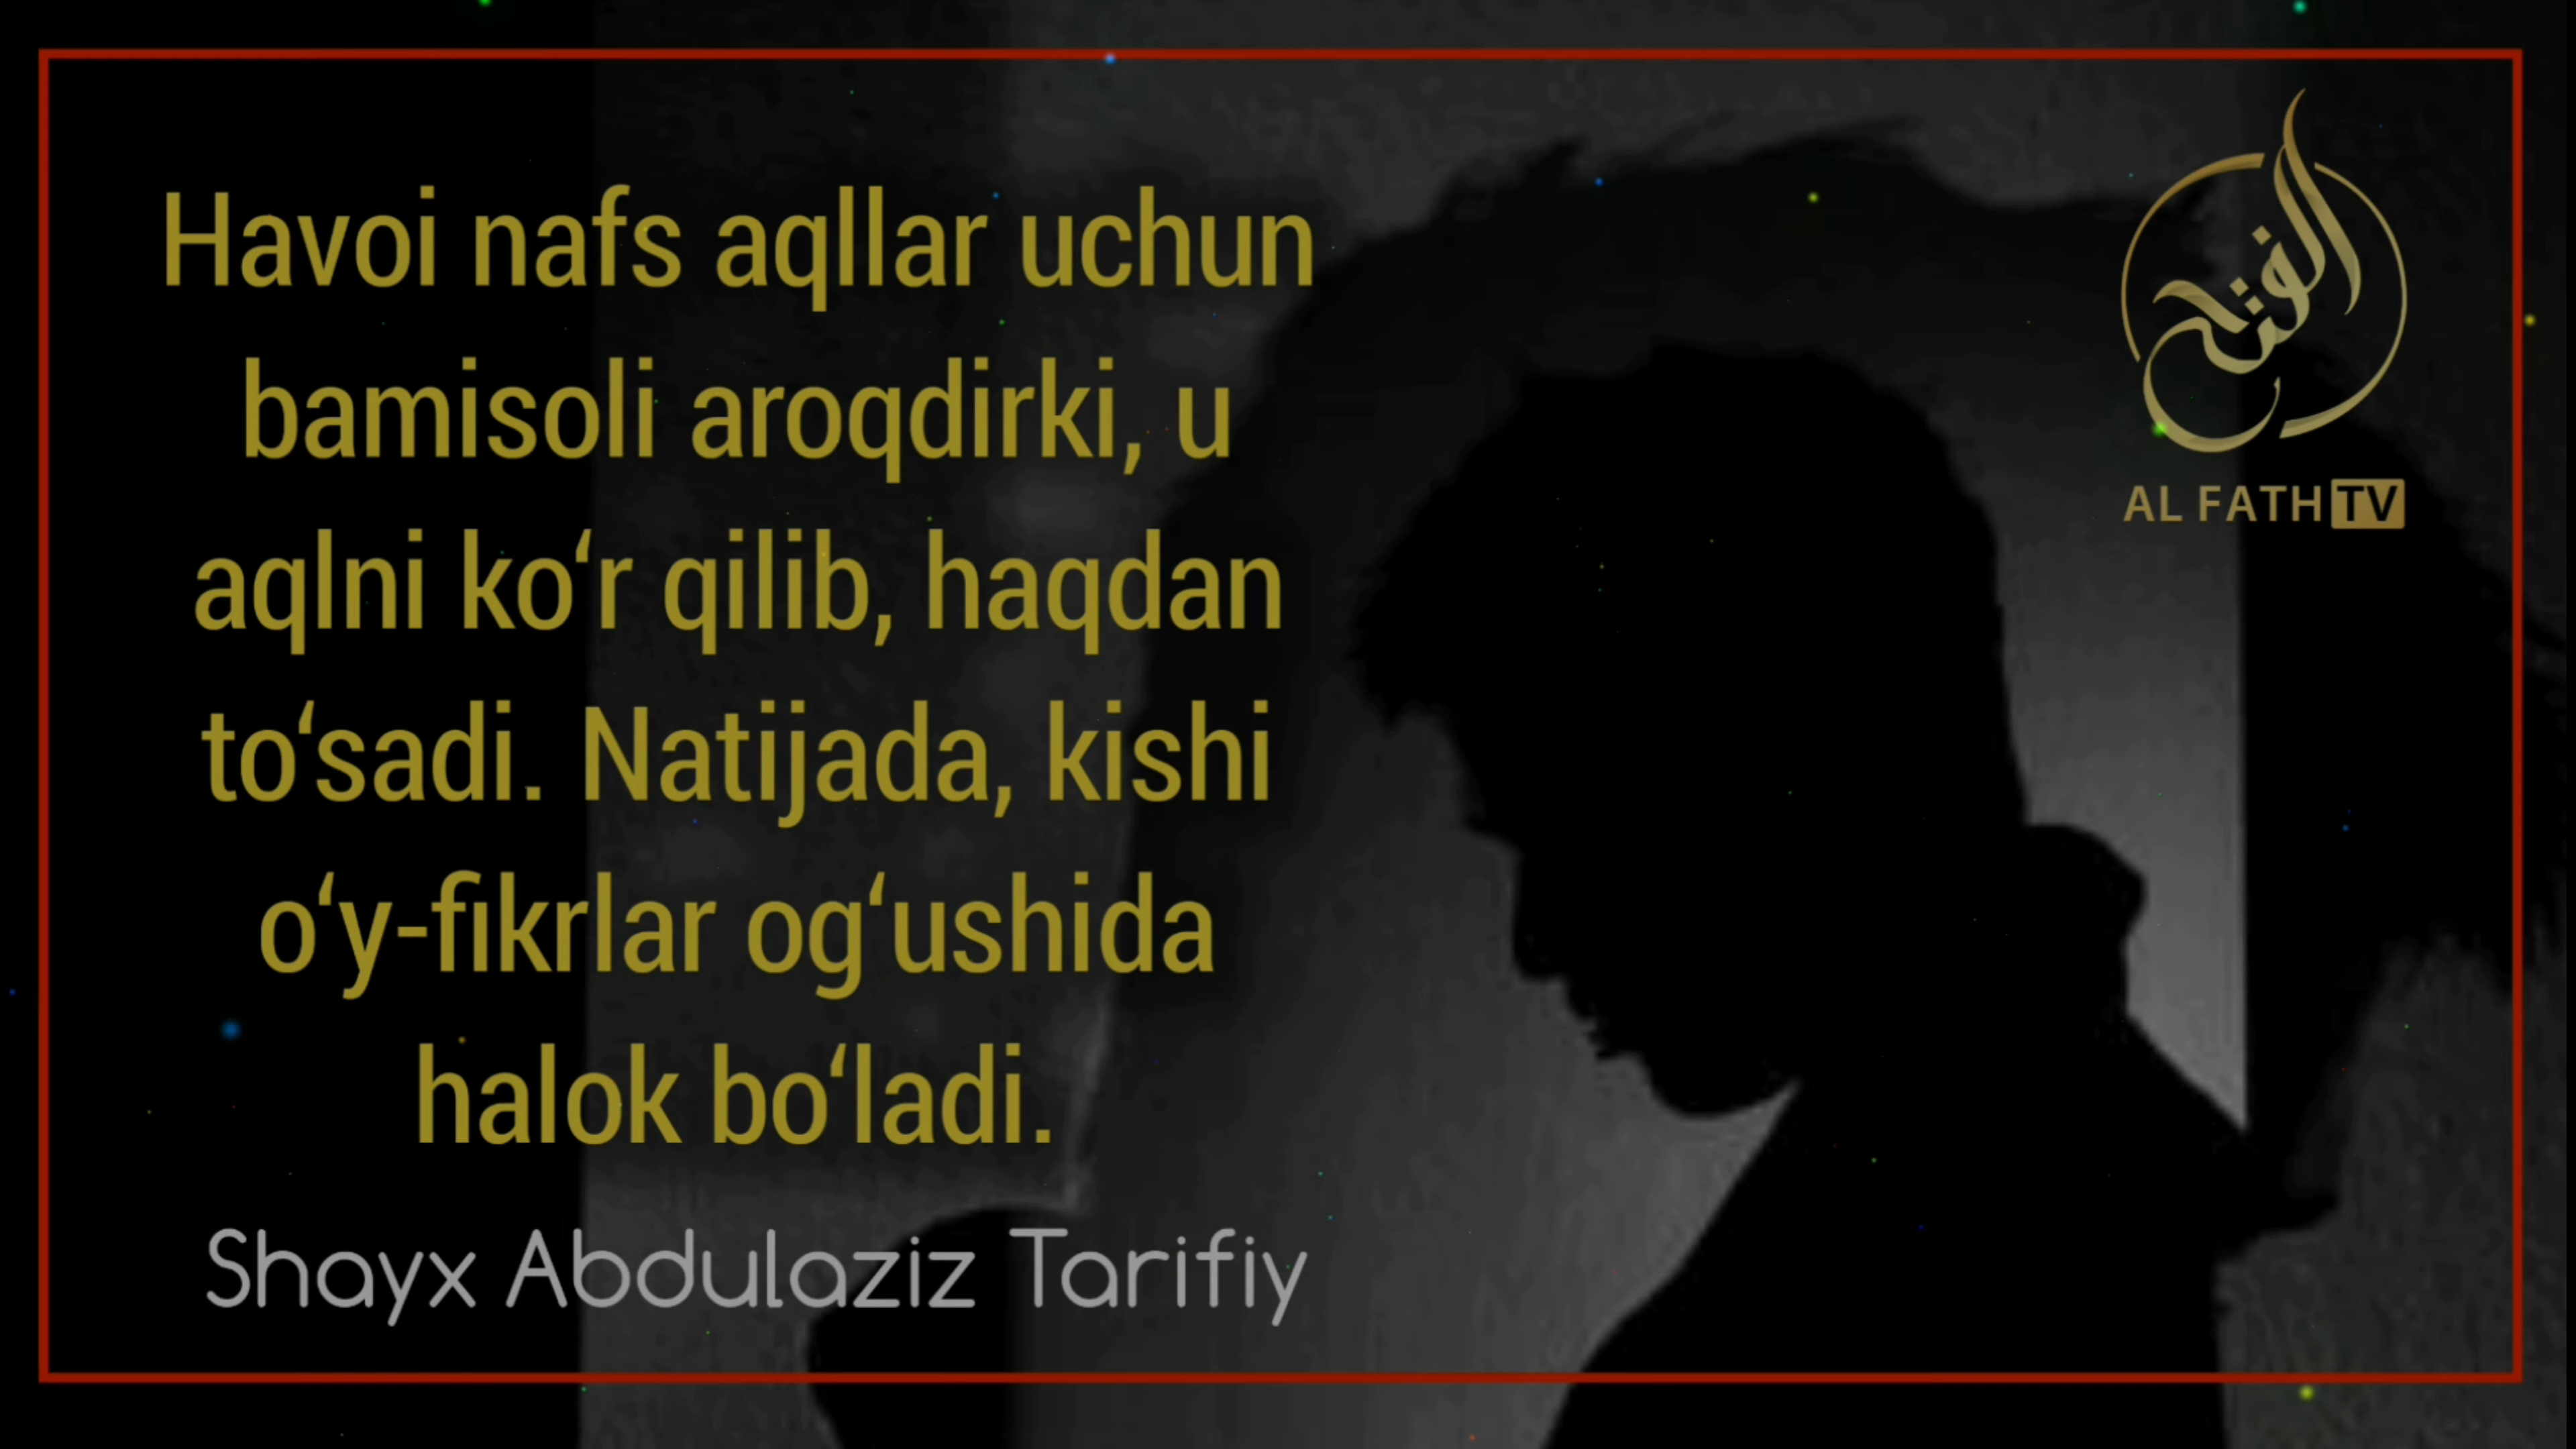 Havoi nafs aqllar uchun
bamisoli aroqdirki, u
aqlni ko‘r qilib, haqdan
to‘sadi. Natijada, kishi
o‘y-fikrlar og‘ushida
halok bo‘ladi.
Shayx Abdulaziz Tarifiy
الفتح
AL FATH TV